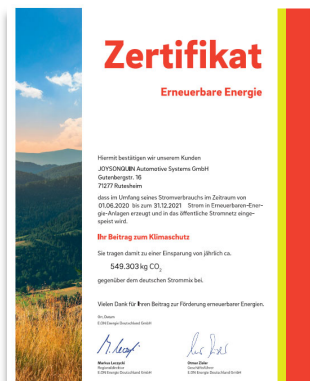 Zertifikat
Erneuerbare Energie
Hiermit bestätigen wir unserem Kunden
JOYSONQUIN Automotive Systems GmbH
Gutenbergstr. 16
71277 Rutesheim
dass im Umfang seines Stromverbrauchs im Zeitraum von
01.06.2020 bis zum 31.12.2021 Strom in Erneuerbaren-Ener-
gie-Anlagen erzeugt und in das öffentliche Stromnetz einge-
speist wird.
Ihr Beitrag zum Klimaschutz
Sie tragen damit zu einer Einsparung von jährlich ca.
549.303 kg CO₂
gegenüber dem deutschen Strommix bei.
Vielen Dank für Ihren Beitrag zur Förderung erneuerbarer Energien.
Ort, Datum
E.ON Energie Deutschland GmbH
Regionaldirektor
Geschäftsführer
E.ON Energie Deutschland GmbH
E.ON Energie Deutschland GmbH